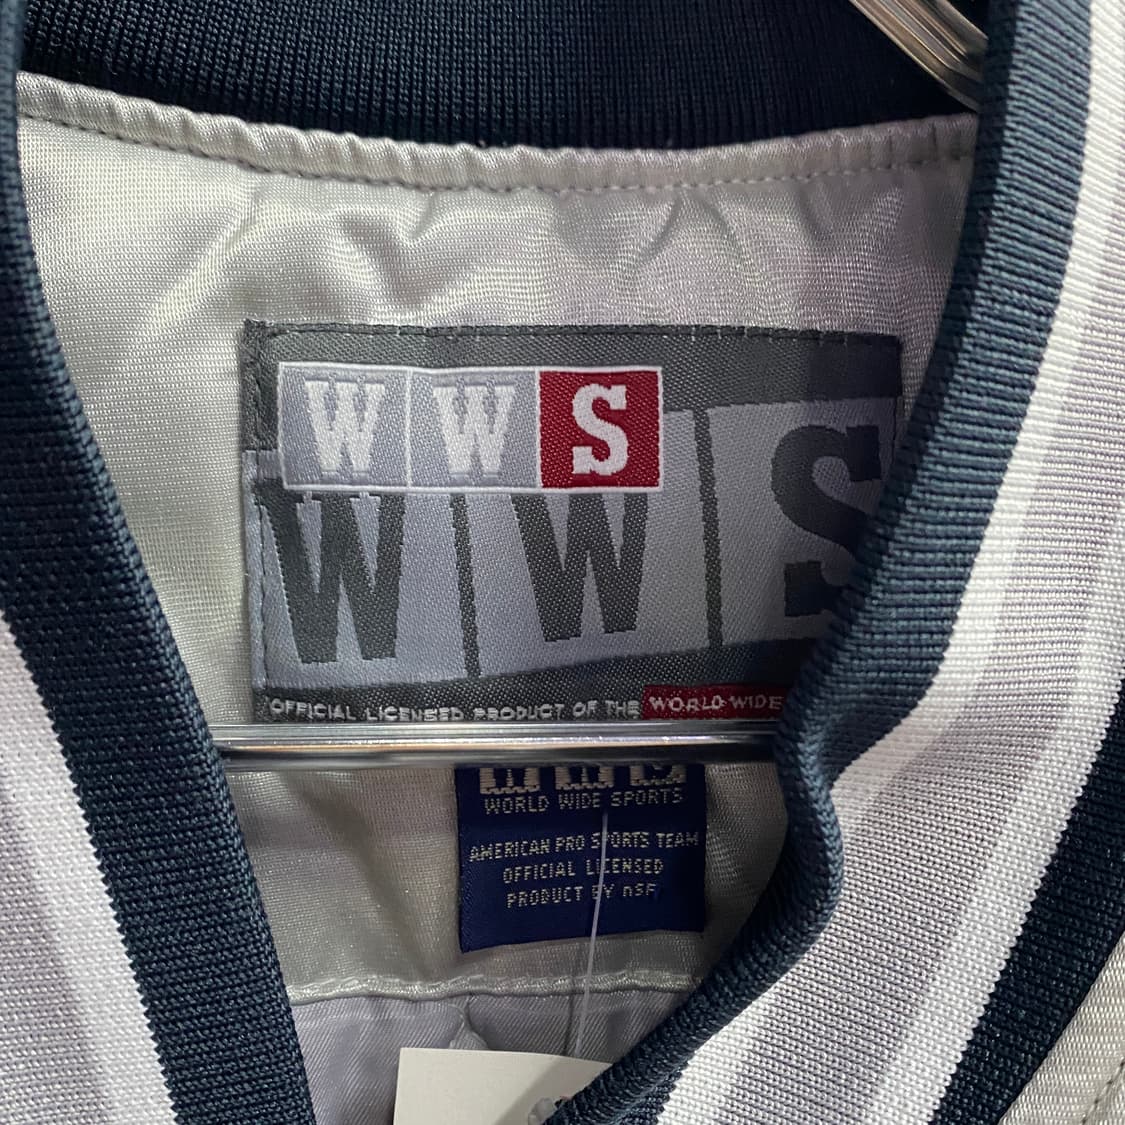 WWS
WWS
OFFICIAL LICENSED PRODUCT OF THE WORLD WIDE
WWS
WORLD WIDE SPORTS
AMERICAN PRO SPORTS TEAM
OFFICIAL LICENSED
PRODUCT BY nSF